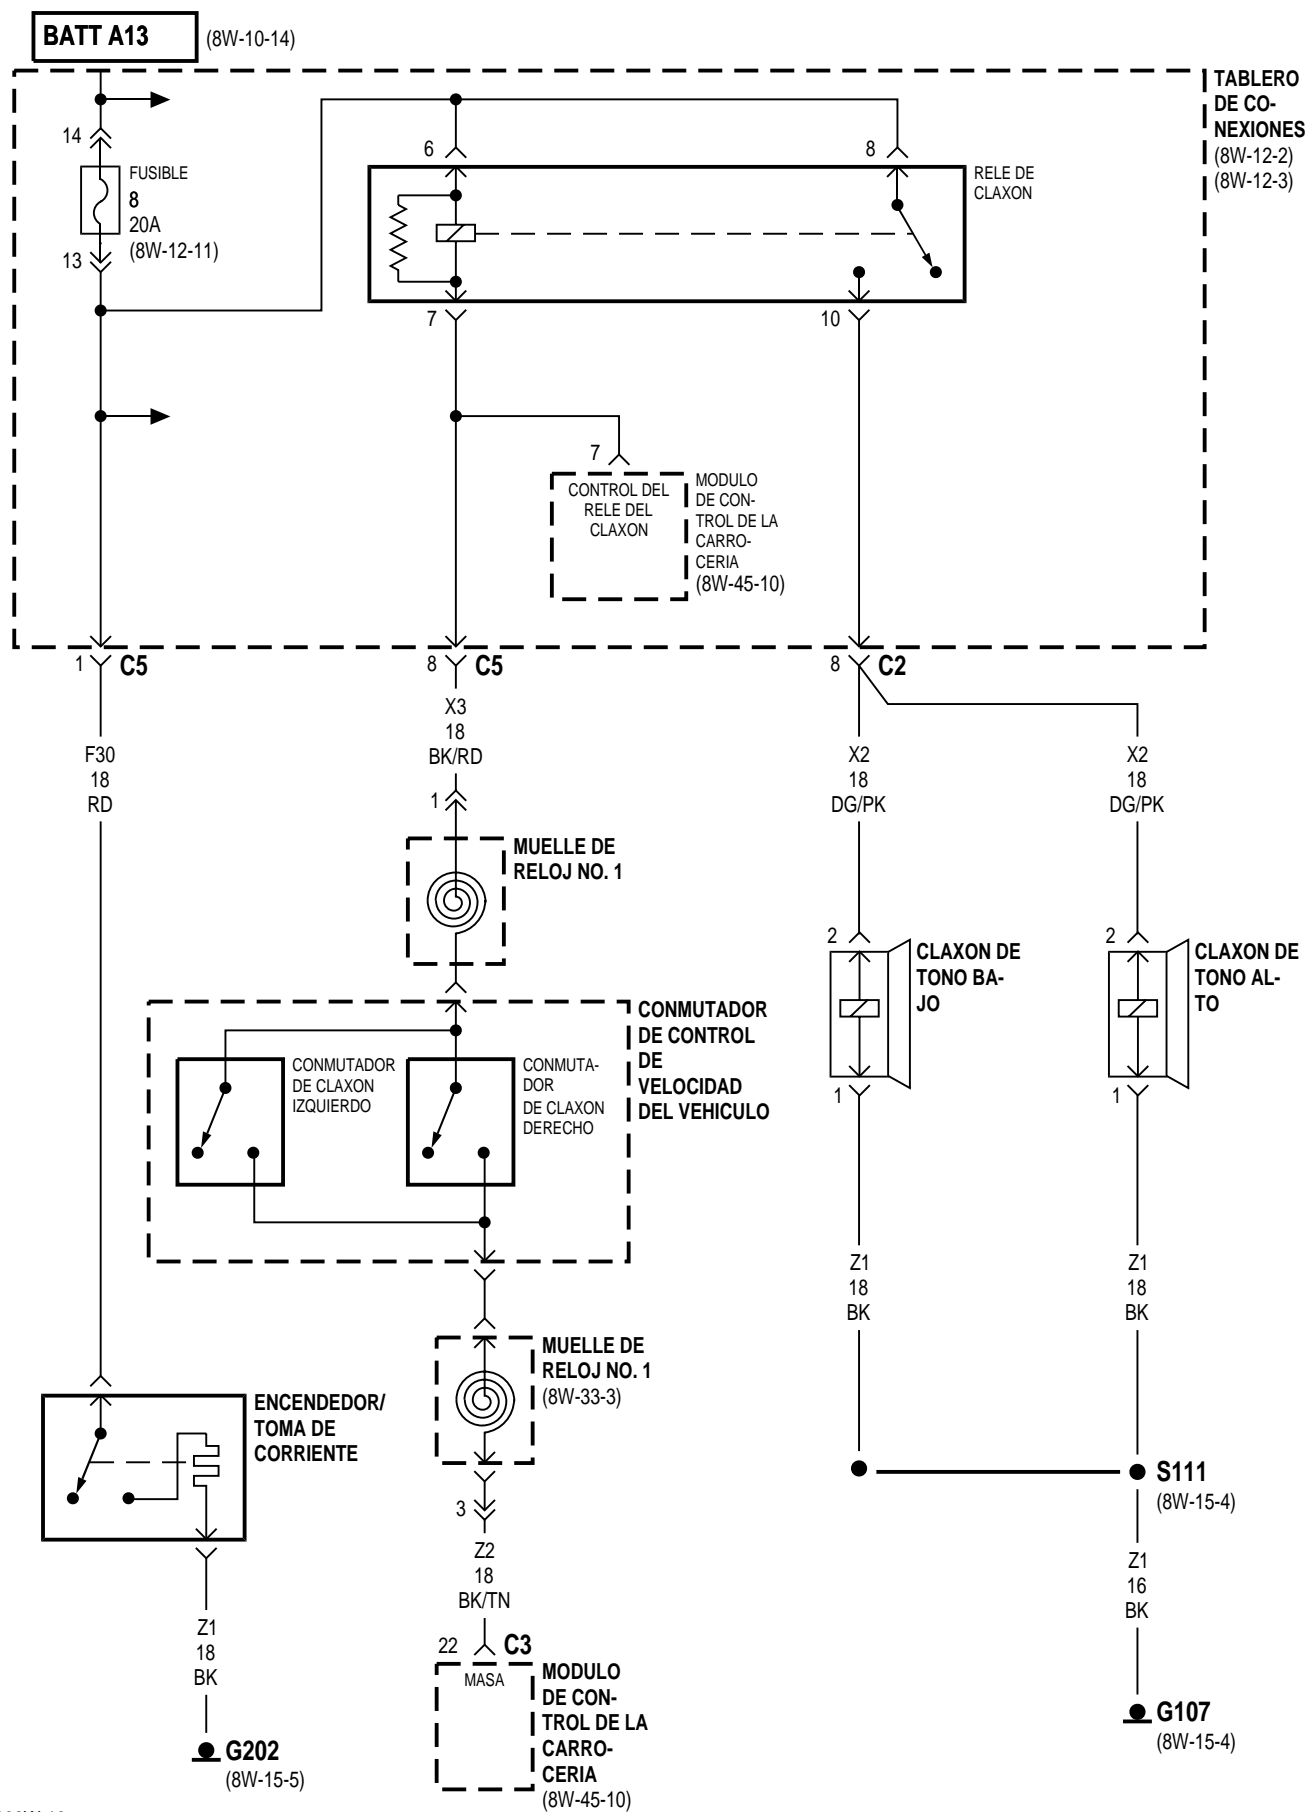 BATT A13
(8W-10-14)
TABLERO
DE CO-
NEXIONES
(8W-12-2)
(8W-12-3)
14
FUSIBLE
8
20A
(8W-12-11)
13
6
8
RELE DE
CLAXON
7
10
7
CONTROL DEL
RELE DEL
CLAXON
MODULO
DE CON-
TROL DE LA
CARRO-
CERIA
(8W-45-10)
1
C5
8
C5
8
C2
F30
18
RD
X3
18
BK/RD
X2
18
DG/PK
X2
18
DG/PK
1
MUELLE DE
RELOJ NO. 1
2
CLAXON DE
TONO BA-
JO
1
2
CLAXON DE
TONO AL-
TO
1
CONMUTADOR
DE CONTROL
DE
VELOCIDAD
DEL VEHICULO
CONMUTADOR
DE CLAXON
IZQUIERDO
CONMUTA-
DOR
DE CLAXON
DERECHO
Z1
18
BK
Z1
18
BK
MUELLE DE
RELOJ NO. 1
(8W-33-3)
ENCENDEDOR/
TOMA DE
CORRIENTE
3
Z2
18
BK/TN
S111
(8W-15-4)
Z1
16
BK
Z1
18
BK
22
C3
MASA
MODULO
DE CON-
TROL DE LA
CARRO-
CERIA
(8W-45-10)
G202
(8W-15-5)
G107
(8W-15-4)